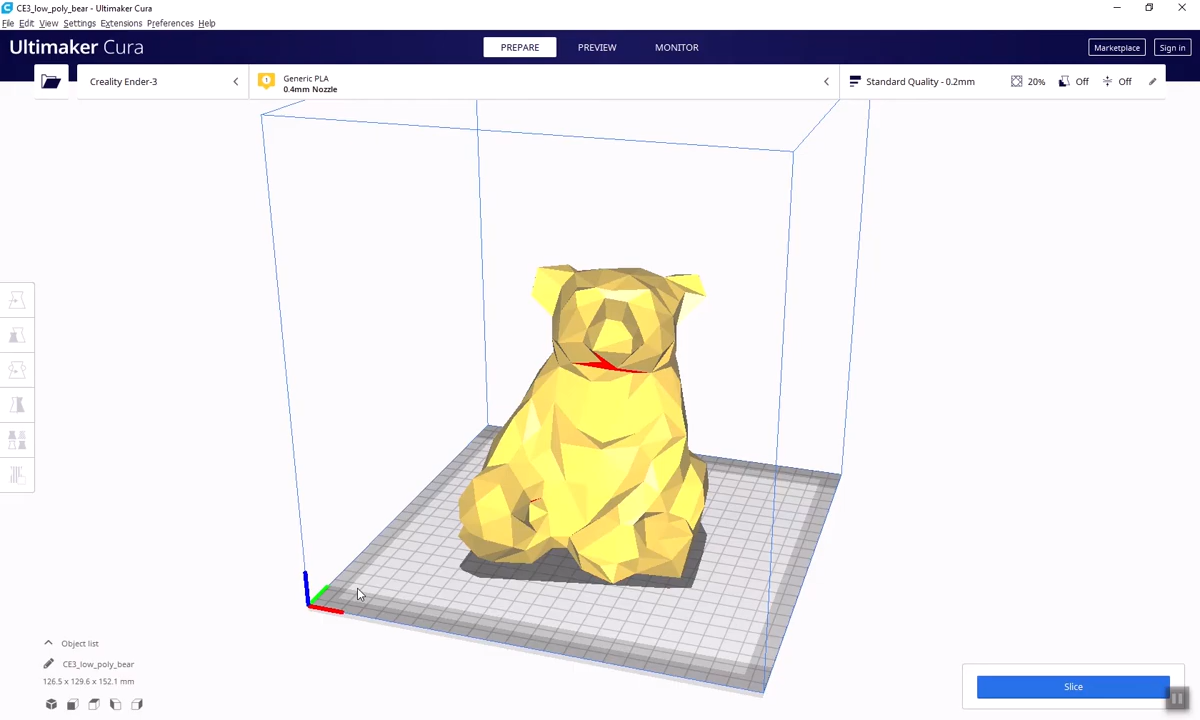 CE3_low_poly_bear - Ultimaker Cura
File Edit View Settings Extensions Preferences Help
Ultimaker Cura
PREPARE
PREVIEW
MONITOR
Marketplace
Sign in
Creality Ender-3
Generic PLA
0.4mm Nozzle
Standard Quality - 0.2mm
20%
Off
Off
Object list
CE3_low_poly_bear
126.5 x 129.6 x 152.1 mm
Slice